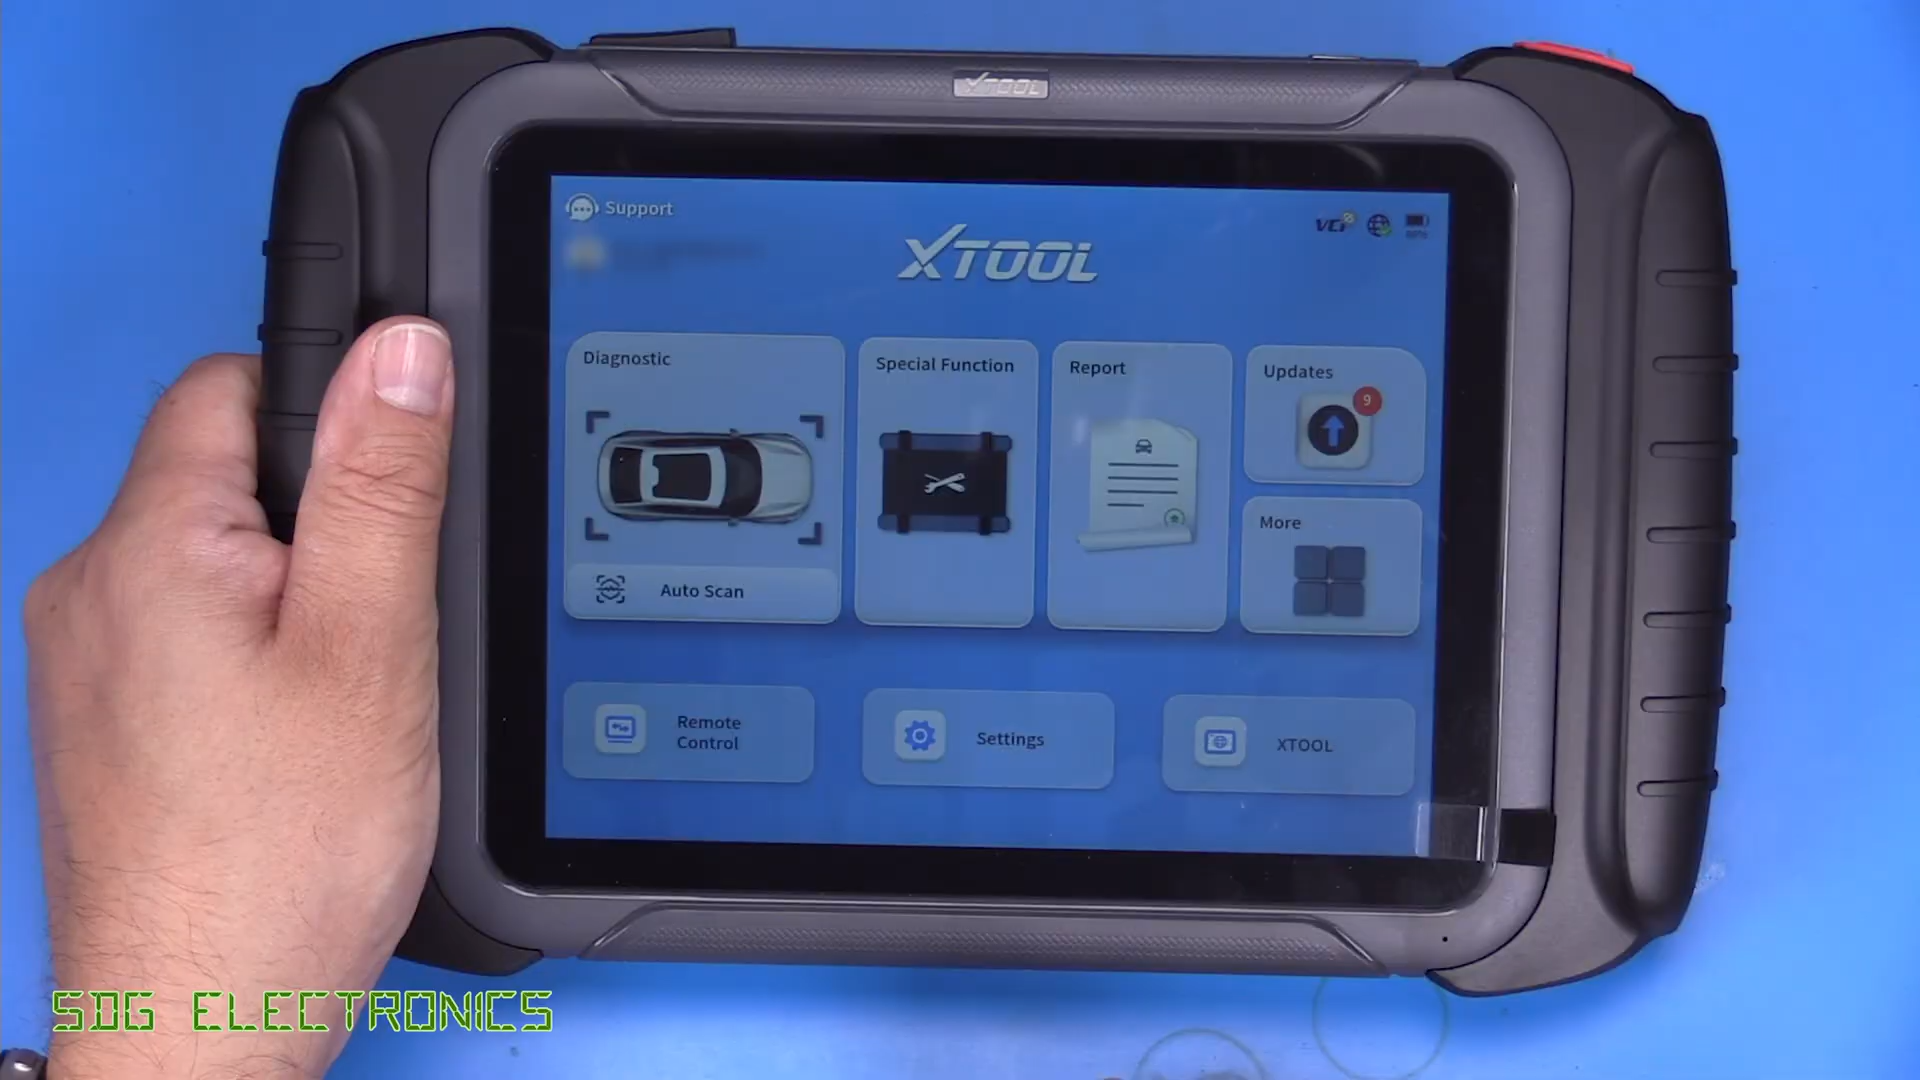 XTOOL
Support
VCI
XTOOL
Diagnostic
Special Function
Report
Updates
9
More
Auto Scan
Remote
Control
Settings
XTOOL
SDG ELECTRONICS